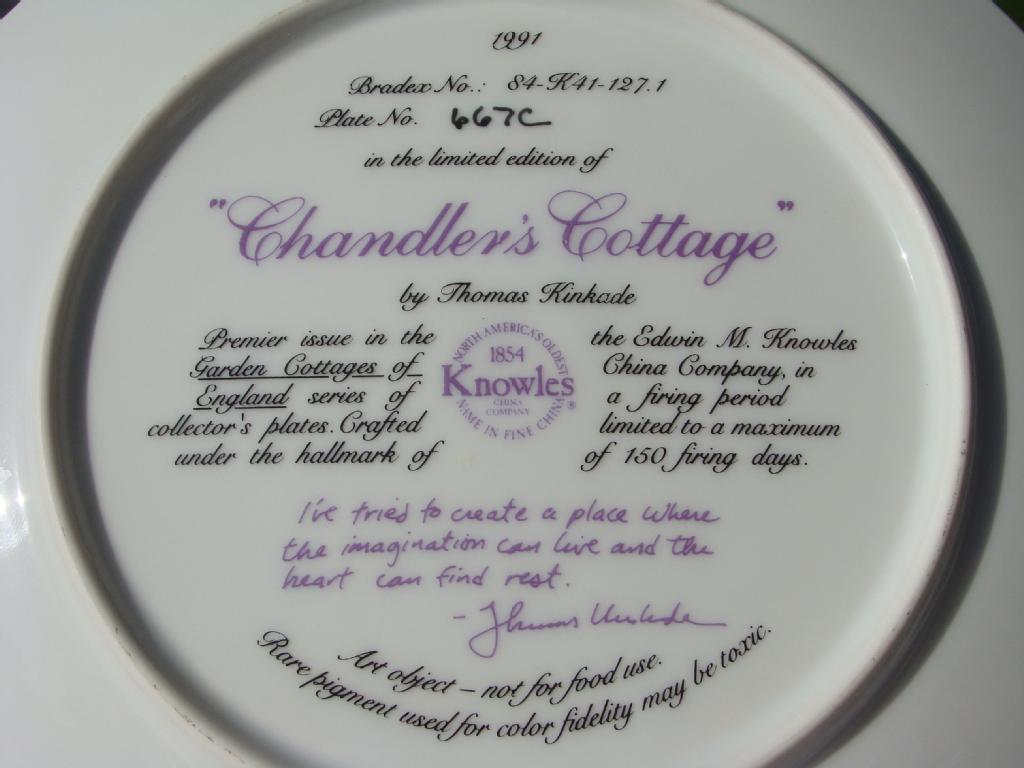 1991
Bradex No.: 84-K41-127.1
Plate No. 667C
in the limited edition of
"Chandler's Cottage"
by Thomas Kinkade
Premier issue in the
Garden Cottages of
England series of
collector's plates. Crafted
under the hallmark of
NORTH AMERICA'S OLDEST
1854
Knowles®
CHINA
COMPANY
NAME IN FINE CHINA
the Edwin M. Knowles
China Company, in
a firing period
limited to a maximum
of 150 firing days.
I've tried to create a place where
the imagination can live and the
heart can find rest.
- Thomas Kinkade
Art object – not for food use.
Rare pigment used for color fidelity may be toxic.